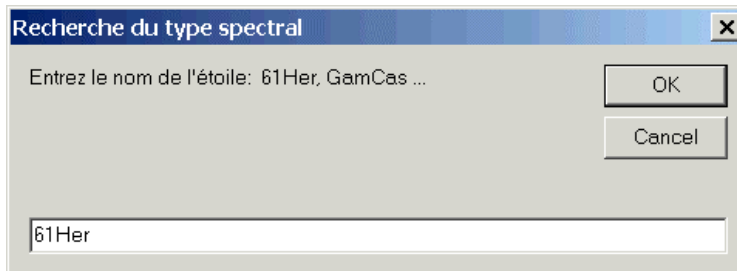 Recherche du type spectral
Entrez le nom de l'étoile: 61Her, GamCas ...
OK
Cancel
61Her